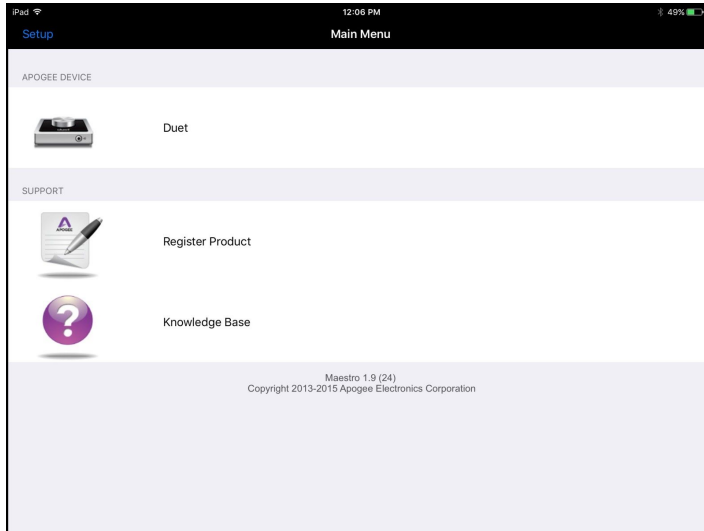 iPad 12:06 PM 49%
Setup Main Menu
APOGEE DEVICE
Duet
SUPPORT
APOGEE
Register Product
?
Knowledge Base
Maestro 1.9 (24)
Copyright 2013-2015 Apogee Electronics Corporation